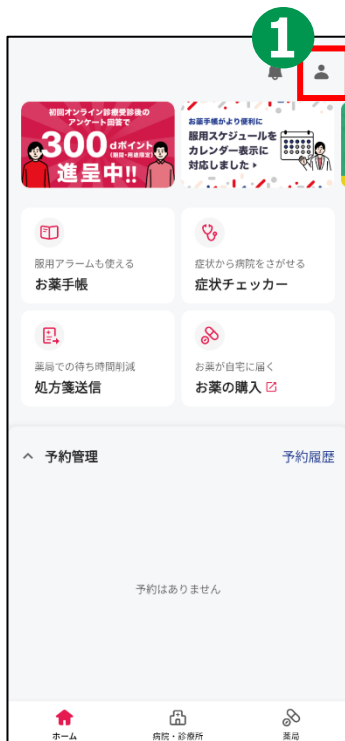 1
初回オンライン診療受診後の
アンケート回答で
300 dポイント
(期間・用途限定)
進呈中!!
お薬手帳がより便利に
服用スケジュールを
カレンダー表示に
対応しました
服用アラームも使える
お薬手帳
症状から病院をさがせる
症状チェッカー
薬局での待ち時間削減
処方箋送信
お薬が自宅に届く
お薬の購入
予約管理
予約履歴
予約はありません
ホーム
病院・診療所
薬局